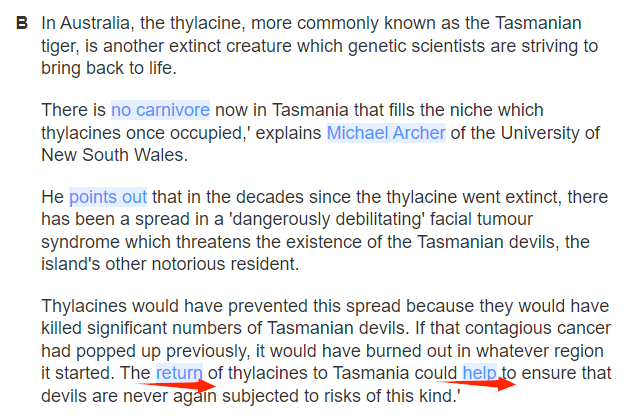 B In Australia, the thylacine, more commonly known as the Tasmanian
tiger, is another extinct creature which genetic scientists are striving to
bring back to life.
There is no carnivore now in Tasmania that fills the niche which
thylacines once occupied,' explains Michael Archer of the University of
New South Wales.
He points out that in the decades since the thylacine went extinct, there
has been a spread in a 'dangerously debilitating' facial tumour
syndrome which threatens the existence of the Tasmanian devils, the
island's other notorious resident.
Thylacines would have prevented this spread because they would have
killed significant numbers of Tasmanian devils. If that contagious cancer
had popped up previously, it would have burned out in whatever region
it started. The return of thylacines to Tasmania could help to ensure that
devils are never again subjected to risks of this kind.'